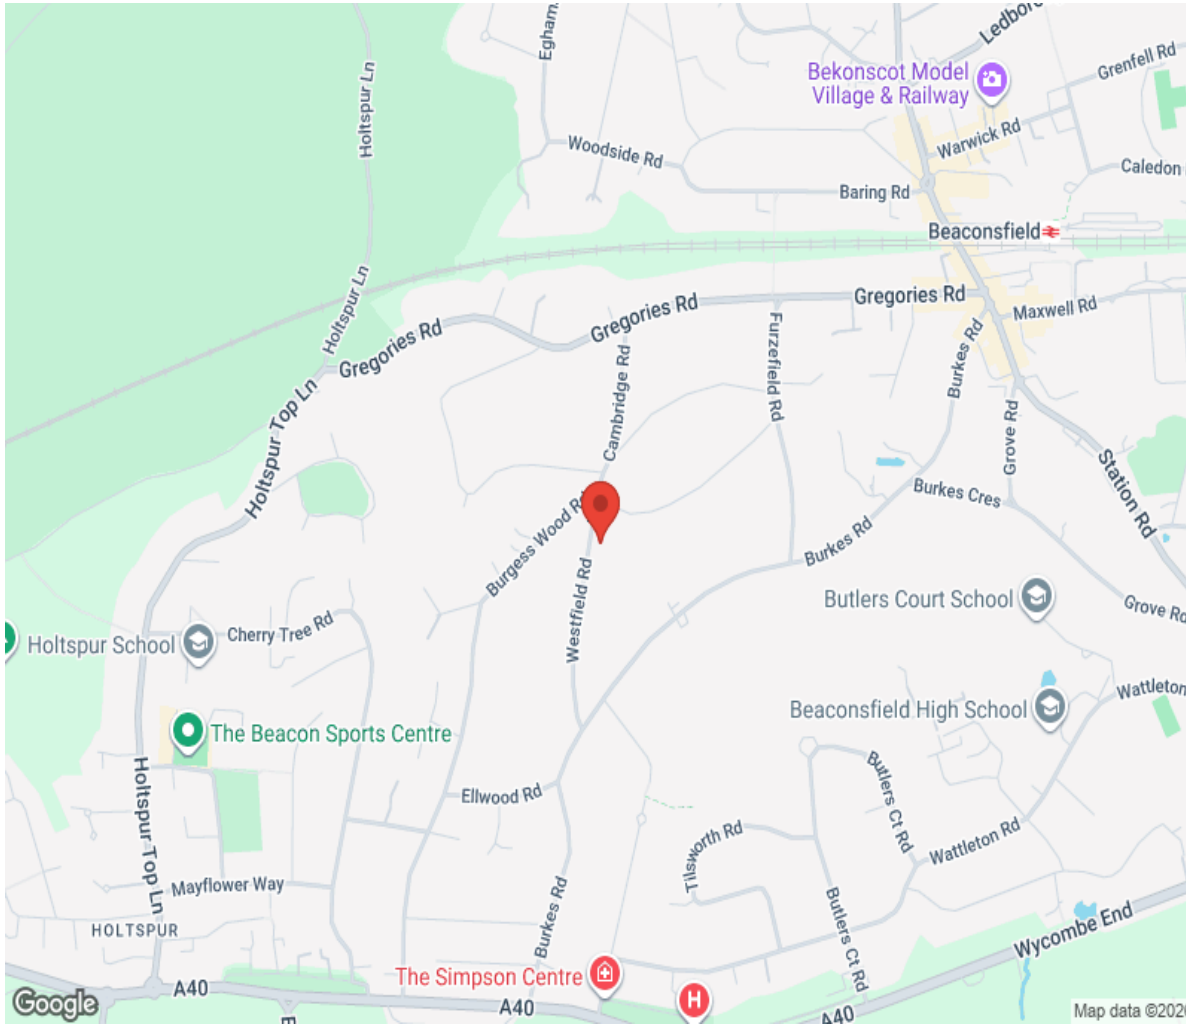 Egham
Ledbor
Grenfell Rd
Bekonscot Model
Village & Railway
Holtspur Ln
Warwick Rd
Woodside Rd
Caledon
Baring Rd
Beaconsfield
Holtspur Ln
Gregories Rd
Gregories Rd
Maxwell Rd
Gregories Rd
Furzefield Rd
Burkes Rd
Cambridge Rd
Holtspur Top Ln
Grove Rd
Station Rd
Burkes Cres
Burgess Wood Rd
Burkes Rd
Westfield Rd
Butlers Court School
Grove Rd
Cherry Tree Rd
Holtspur School
Wattleton
Beaconsfield High School
The Beacon Sports Centre
Butlers Ct Rd
Ellwood Rd
Holtspur Top Ln
Tilsworth Rd
Wattleton Rd
Mayflower Way
Butlers Ct Rd
Burkes Rd
HOLTSPUR
Wycombe End
The Simpson Centre
A40
A40
H
A40
Google
Map data ©2026